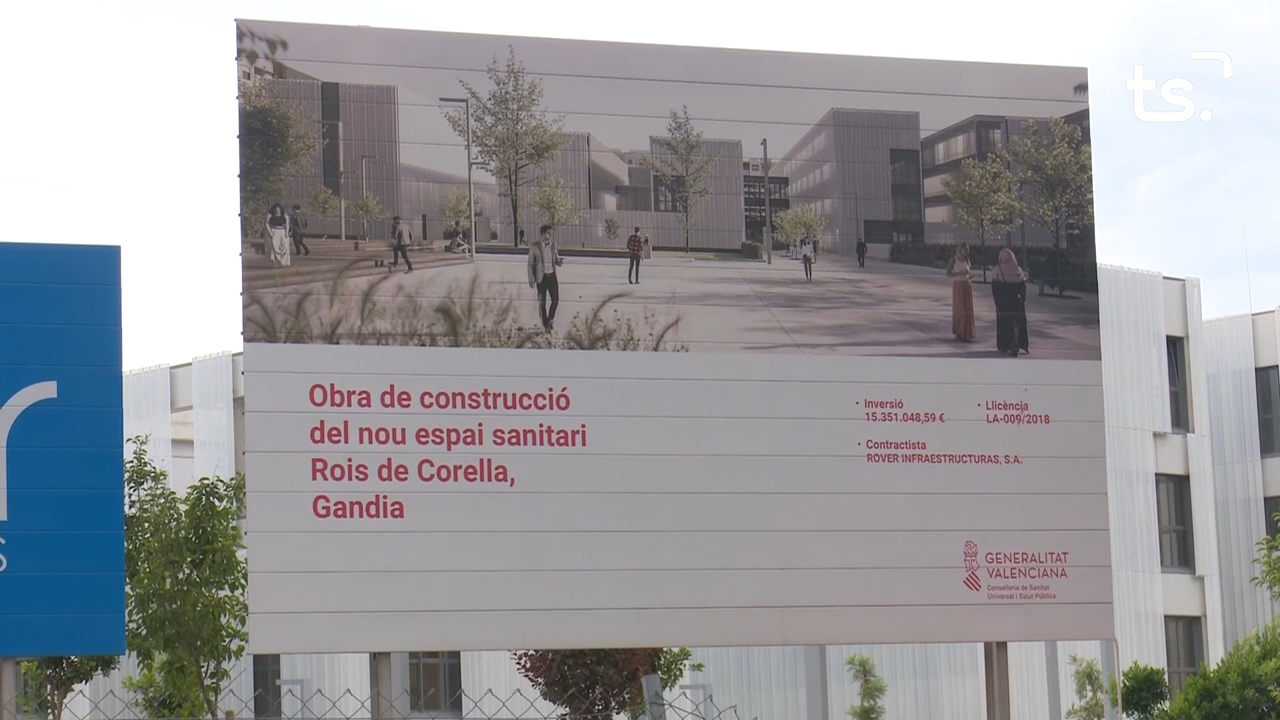 ts.
Obra de construcció
del nou espai sanitari
Rois de Corella,
Gandia
• Inversió
15.351.048,59 €
• Llicència
LA-009/2018
• Contractista
ROVER INFRAESTRUCTURAS, S.A.
GENERALITAT
VALENCIANA
Conselleria de Sanitat
Universal i Salut Pública